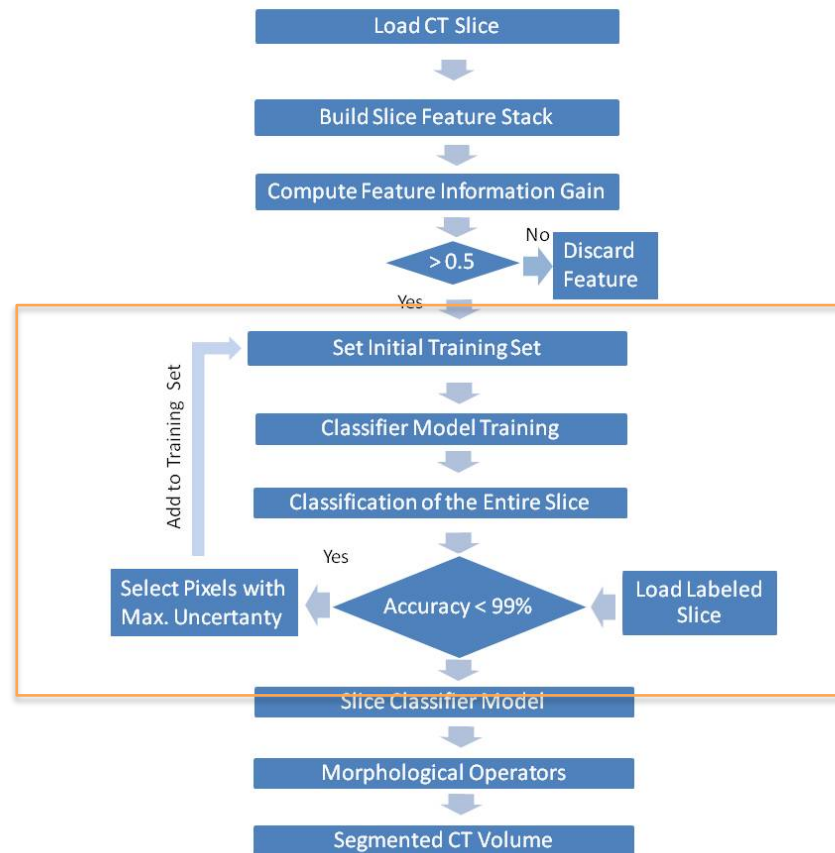 Load CT Slice
Build Slice Feature Stack
Compute Feature Information Gain
> 0.5
No
Discard
Feature
Yes
Set Initial Training Set
Add to Training Set
Classifier Model Training
Classification of the Entire Slice
Yes
Select Pixels with
Max. Uncertanty
Accuracy < 99%
Load Labeled
Slice
Slice Classifier Model
Morphological Operators
Segmented CT Volume